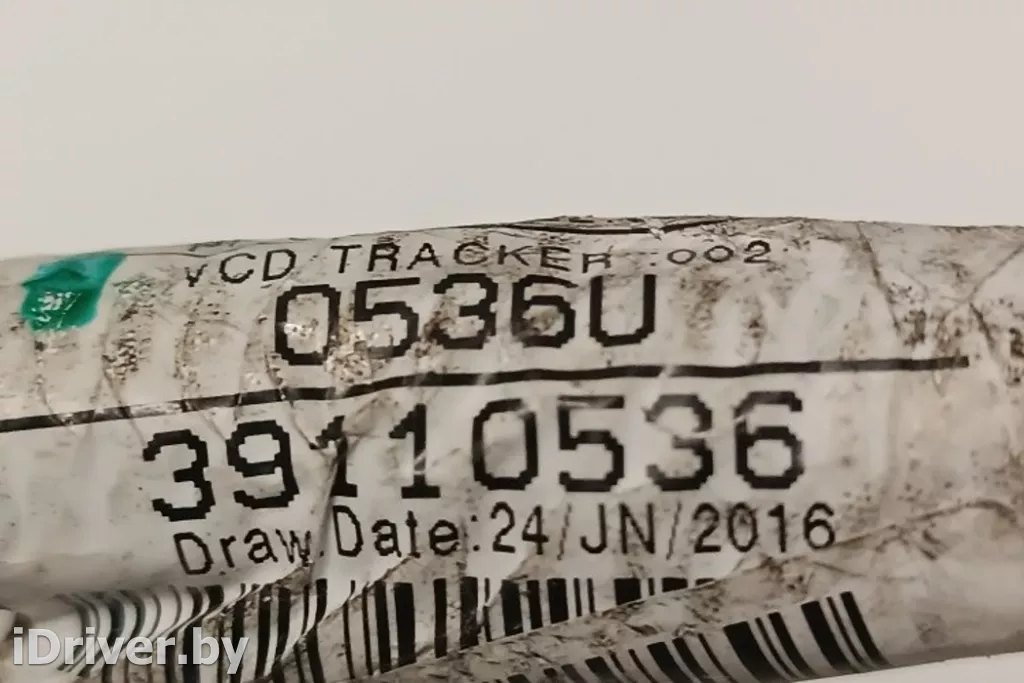 VCD TRACKER :002
0536U
39110536
Draw.Date:24/JN/2016
iDriver.by